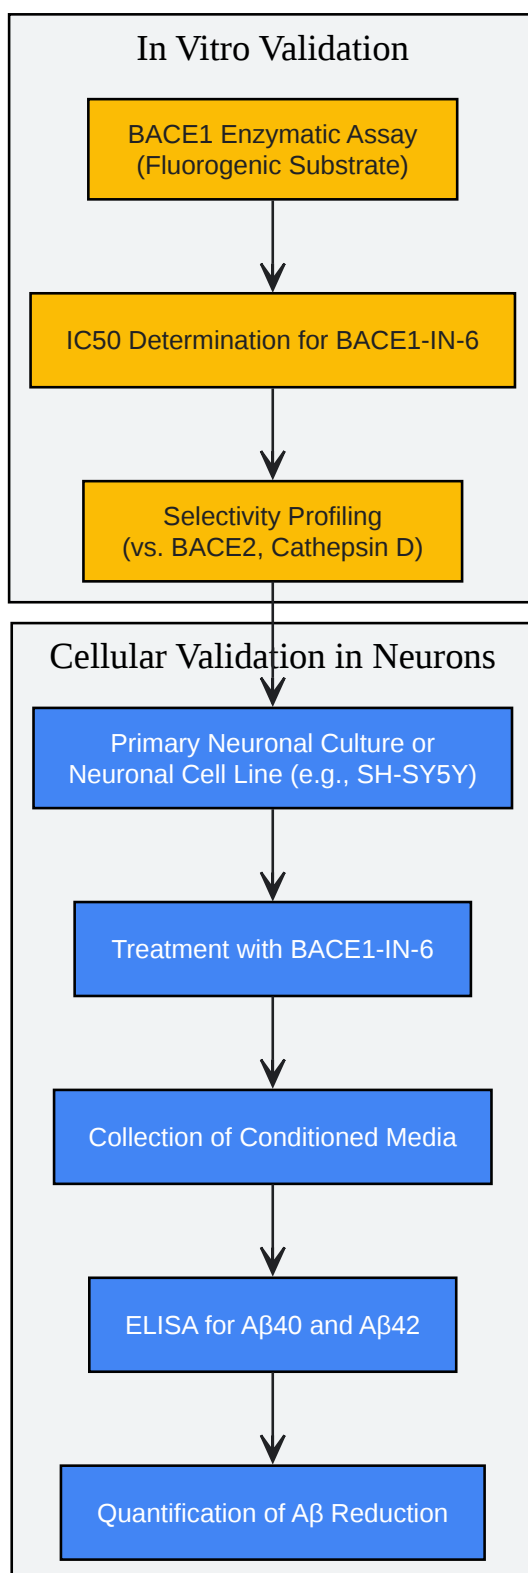 In Vitro Validation
BACE1 Enzymatic Assay
(Fluorogenic Substrate)
IC50 Determination for BACE1-IN-6
Selectivity Profiling
(vs. BACE2, Cathepsin D)
Cellular Validation in Neurons
Primary Neuronal Culture or
Neuronal Cell Line (e.g., SH-SY5Y)
Treatment with BACE1-IN-6
Collection of Conditioned Media
ELISA for Aβ40 and Aβ42
Quantification of Aβ Reduction